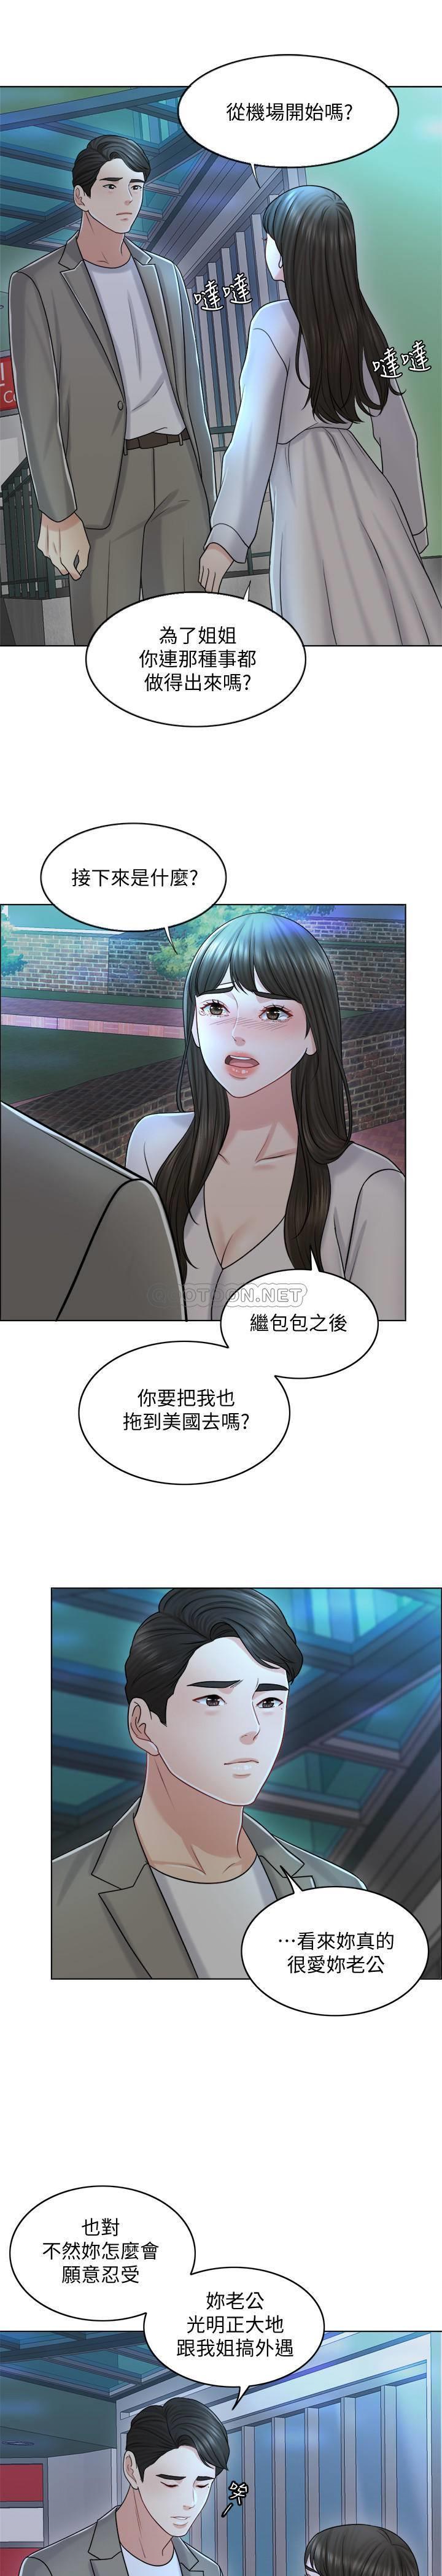 從機場開始嗎?
噠噠
噠噠
!
Co
為了姐姐
你連那種事都
做得出來嗎?
接下來是什麼?
TOON.NET
繼包包之後
你要把我也
拖到美國去嗎?
…看來妳真的
很愛妳老公
也對
不然妳怎麼會
願意忍受
妳老公
光明正大地
跟我姐搞外遇
唉